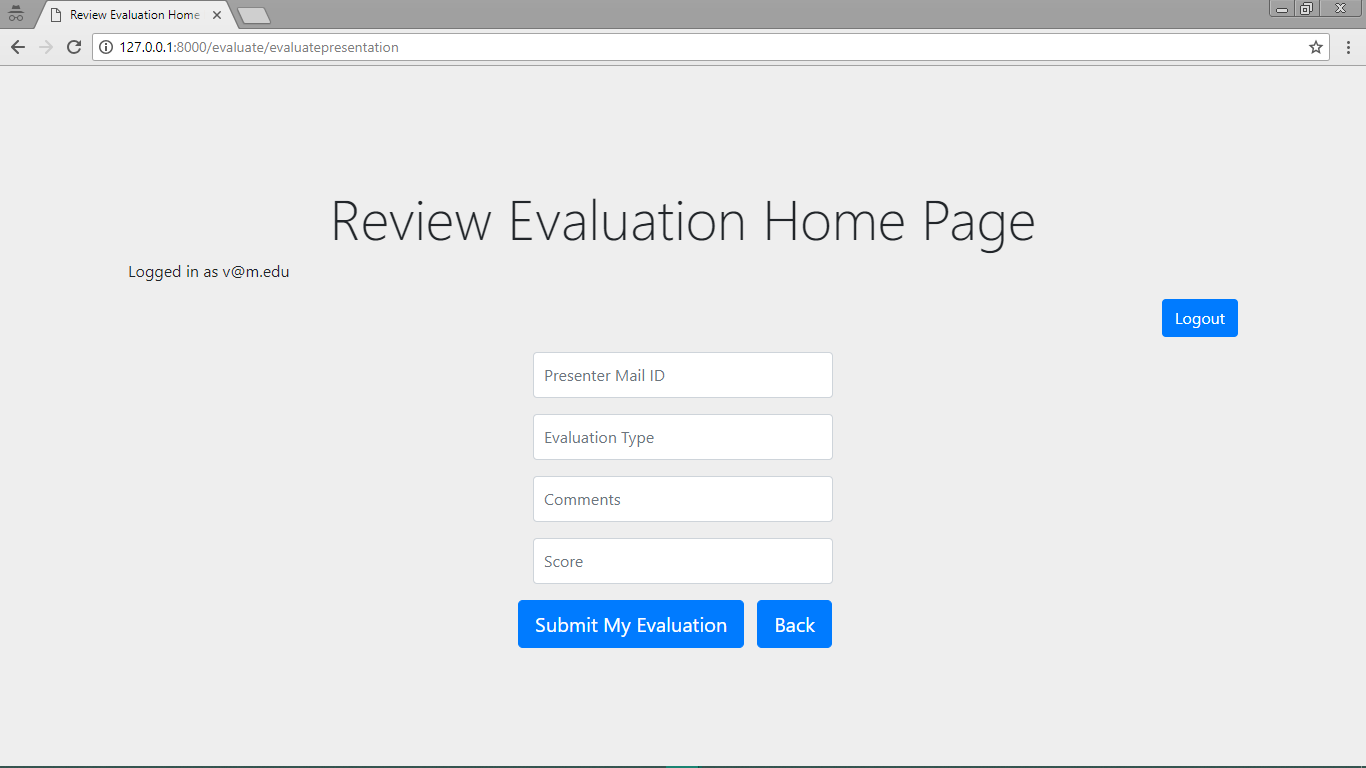 Review Evaluation Home
127.0.0.1:8000/evaluate/evaluatepresentation
Review Evaluation Home Page
Logged in as v@m.edu
Logout
Presenter Mail ID
Evaluation Type
Comments
Score
Submit My Evaluation Back